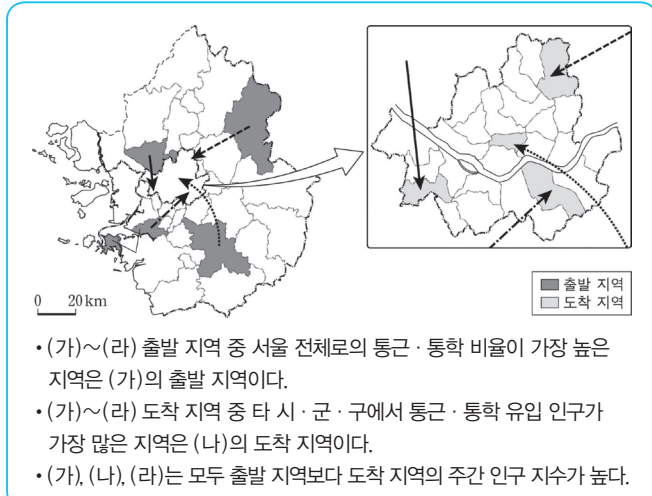 출발 지역
도착 지역
0 20 km
• (가)~(라) 출발 지역 중 서울 전체로의 통근 · 통학 비율이 가장 높은
지역은 (가)의 출발 지역이다.
• (가)~(라) 도착 지역 중 타 시 · 군 · 구에서 통근 · 통학 유입 인구가
가장 많은 지역은 (나)의 도착 지역이다.
• (가), (나), (라)는 모두 출발 지역보다 도착 지역의 주간 인구 지수가 높다.